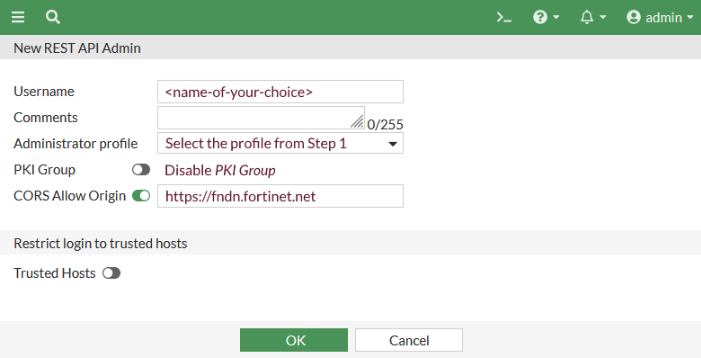 admin
New REST API Admin
Username <name-of-your-choice>
Comments 0/255
Administrator profile Select the profile from Step 1
PKI Group Disable PKI Group
CORS Allow Origin https://fndn.fortinet.net
Restrict login to trusted hosts
Trusted Hosts
OK Cancel